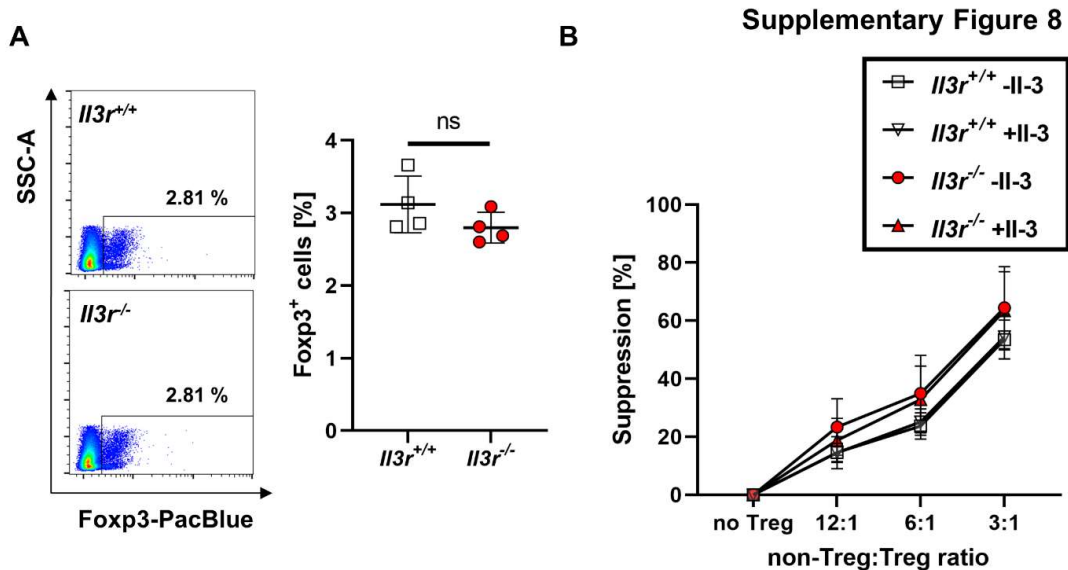 Supplementary Figure 8
A
SSC-A
Il3r+/+
2.81 %
Il3r-/-
2.81 %
Foxp3-PacBlue
ns
Foxp3+ cells [%]
4
3
2
1
0
Il3r+/+
Il3r-/-
B
Il3r+/+ -Il-3
Il3r+/+ +Il-3
Il3r-/- -Il-3
Il3r-/- +Il-3
Suppression [%]
100
80
60
40
20
0
no Treg 12:1 6:1 3:1
non-Treg:Treg ratio